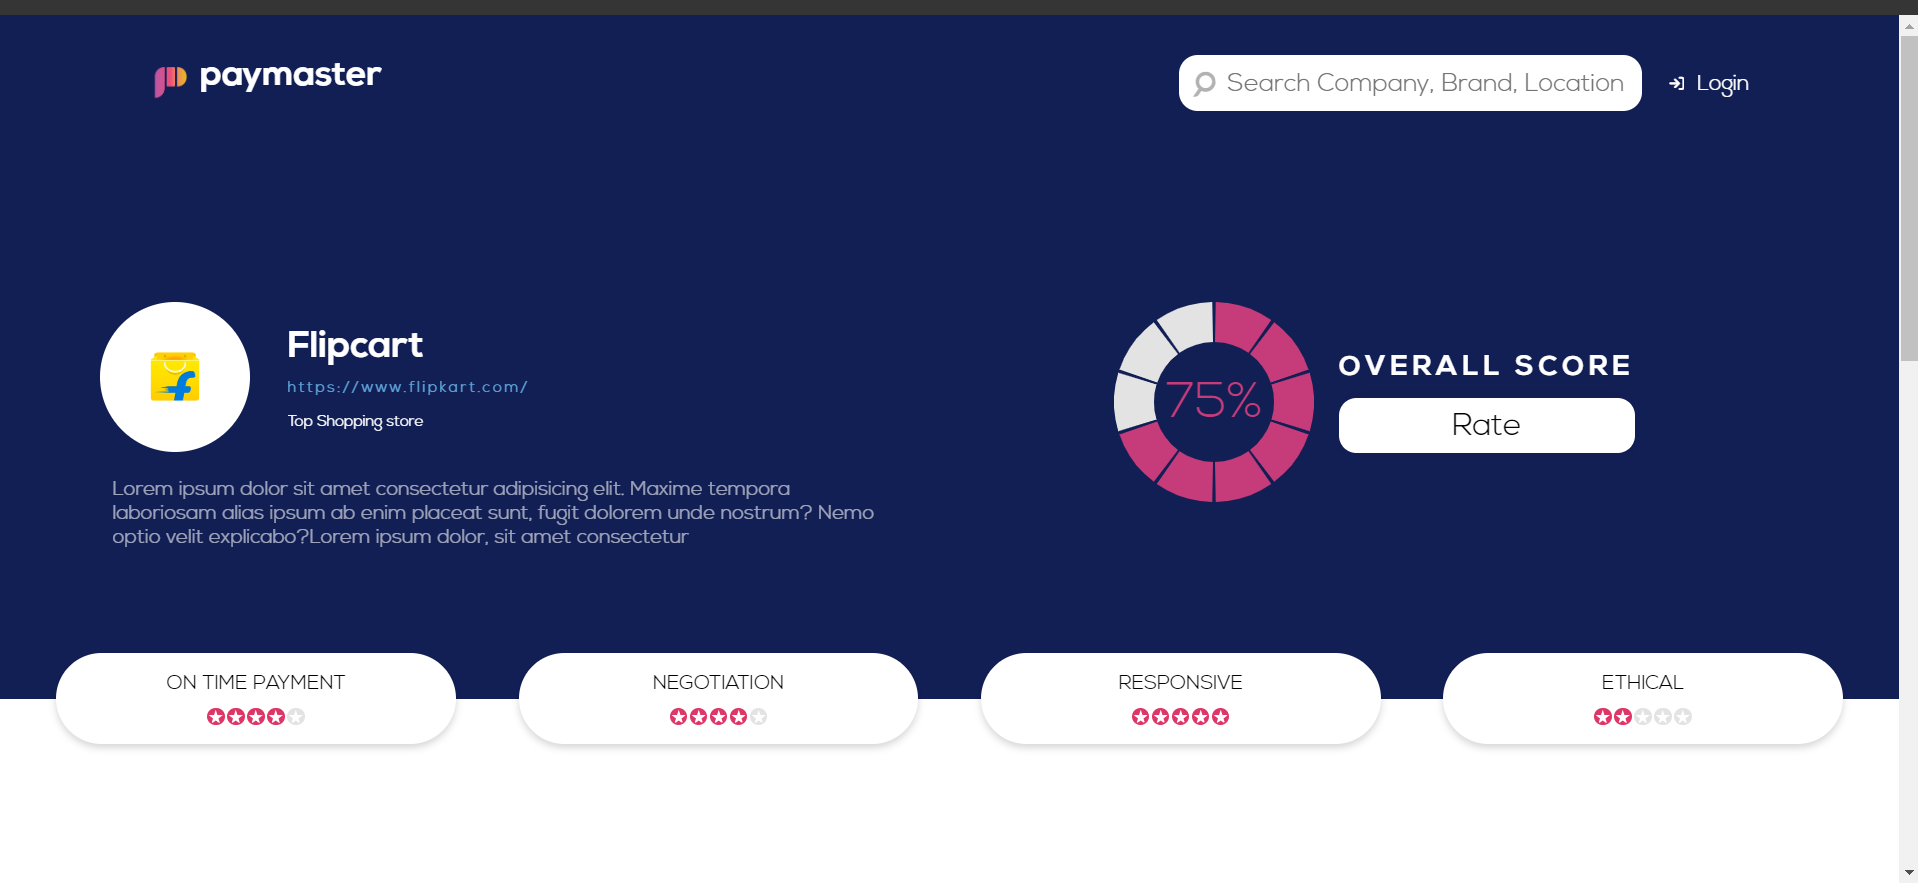 paymaster
Search Company, Brand, Location
Login
Flipcart
https://www.flipkart.com/
Top Shopping store
Lorem ipsum dolor sit amet consectetur adipisicing elit. Maxime tempora
laboriosam alias ipsum ab enim placeat sunt, fugit dolorem unde nostrum? Nemo
optio velit explicabo?Lorem ipsum dolor, sit amet consectetur
75%
OVERALL SCORE
Rate
ON TIME PAYMENT
NEGOTIATION
RESPONSIVE
ETHICAL